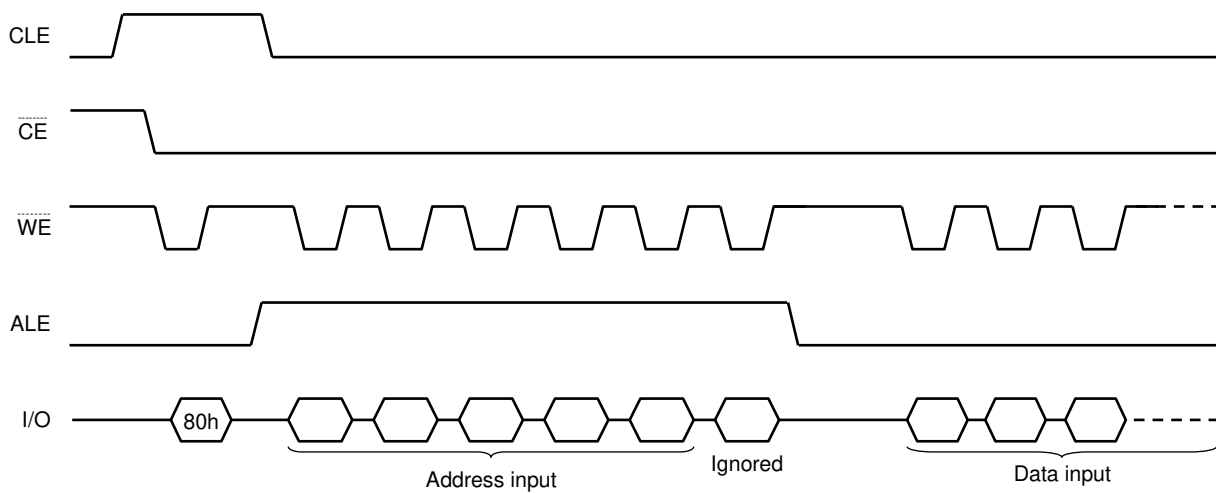 CLE
CE
WE
ALE
I/O
80h
Address input
Ignored
Data input